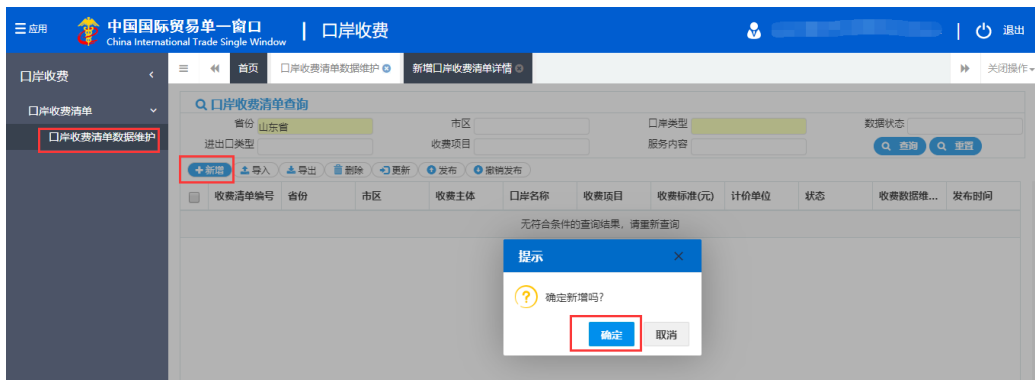 应用 中国国际贸易单一窗口 | 口岸收费 | 退出
China International Trade Single Window
口岸收费 首页 口岸收费清单数据维护 新增口岸收费清单详情 关闭操作
口岸收费清单
口岸收费清单数据维护
口岸收费清单查询
省份 山东省 市区 口岸类型 数据状态
进出口类型 收费项目 服务内容 查询 重置
新增 导入 导出 删除 更新 发布 撤销发布
收费清单编号 省份 市区 收费主体 口岸名称 收费项目 收费标准(元) 计价单位 状态 收费数据维... 发布时间
无符合条件的查询结果，请重新查询
提示
确定新增吗?
确定 取消